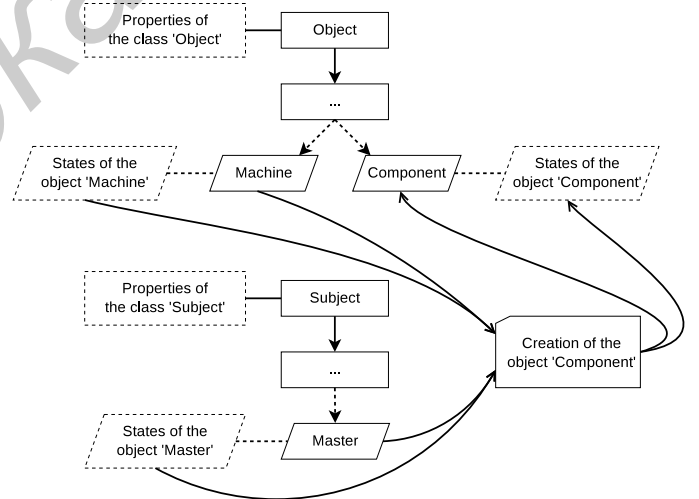 Properties of
the class 'Object'
Object
...
States of the
object 'Machine'
Machine
Component
States of the
object 'Component'
Properties of
the class 'Subject'
Subject
...
Creation of the
object 'Component'
States of the
object 'Master'
Master